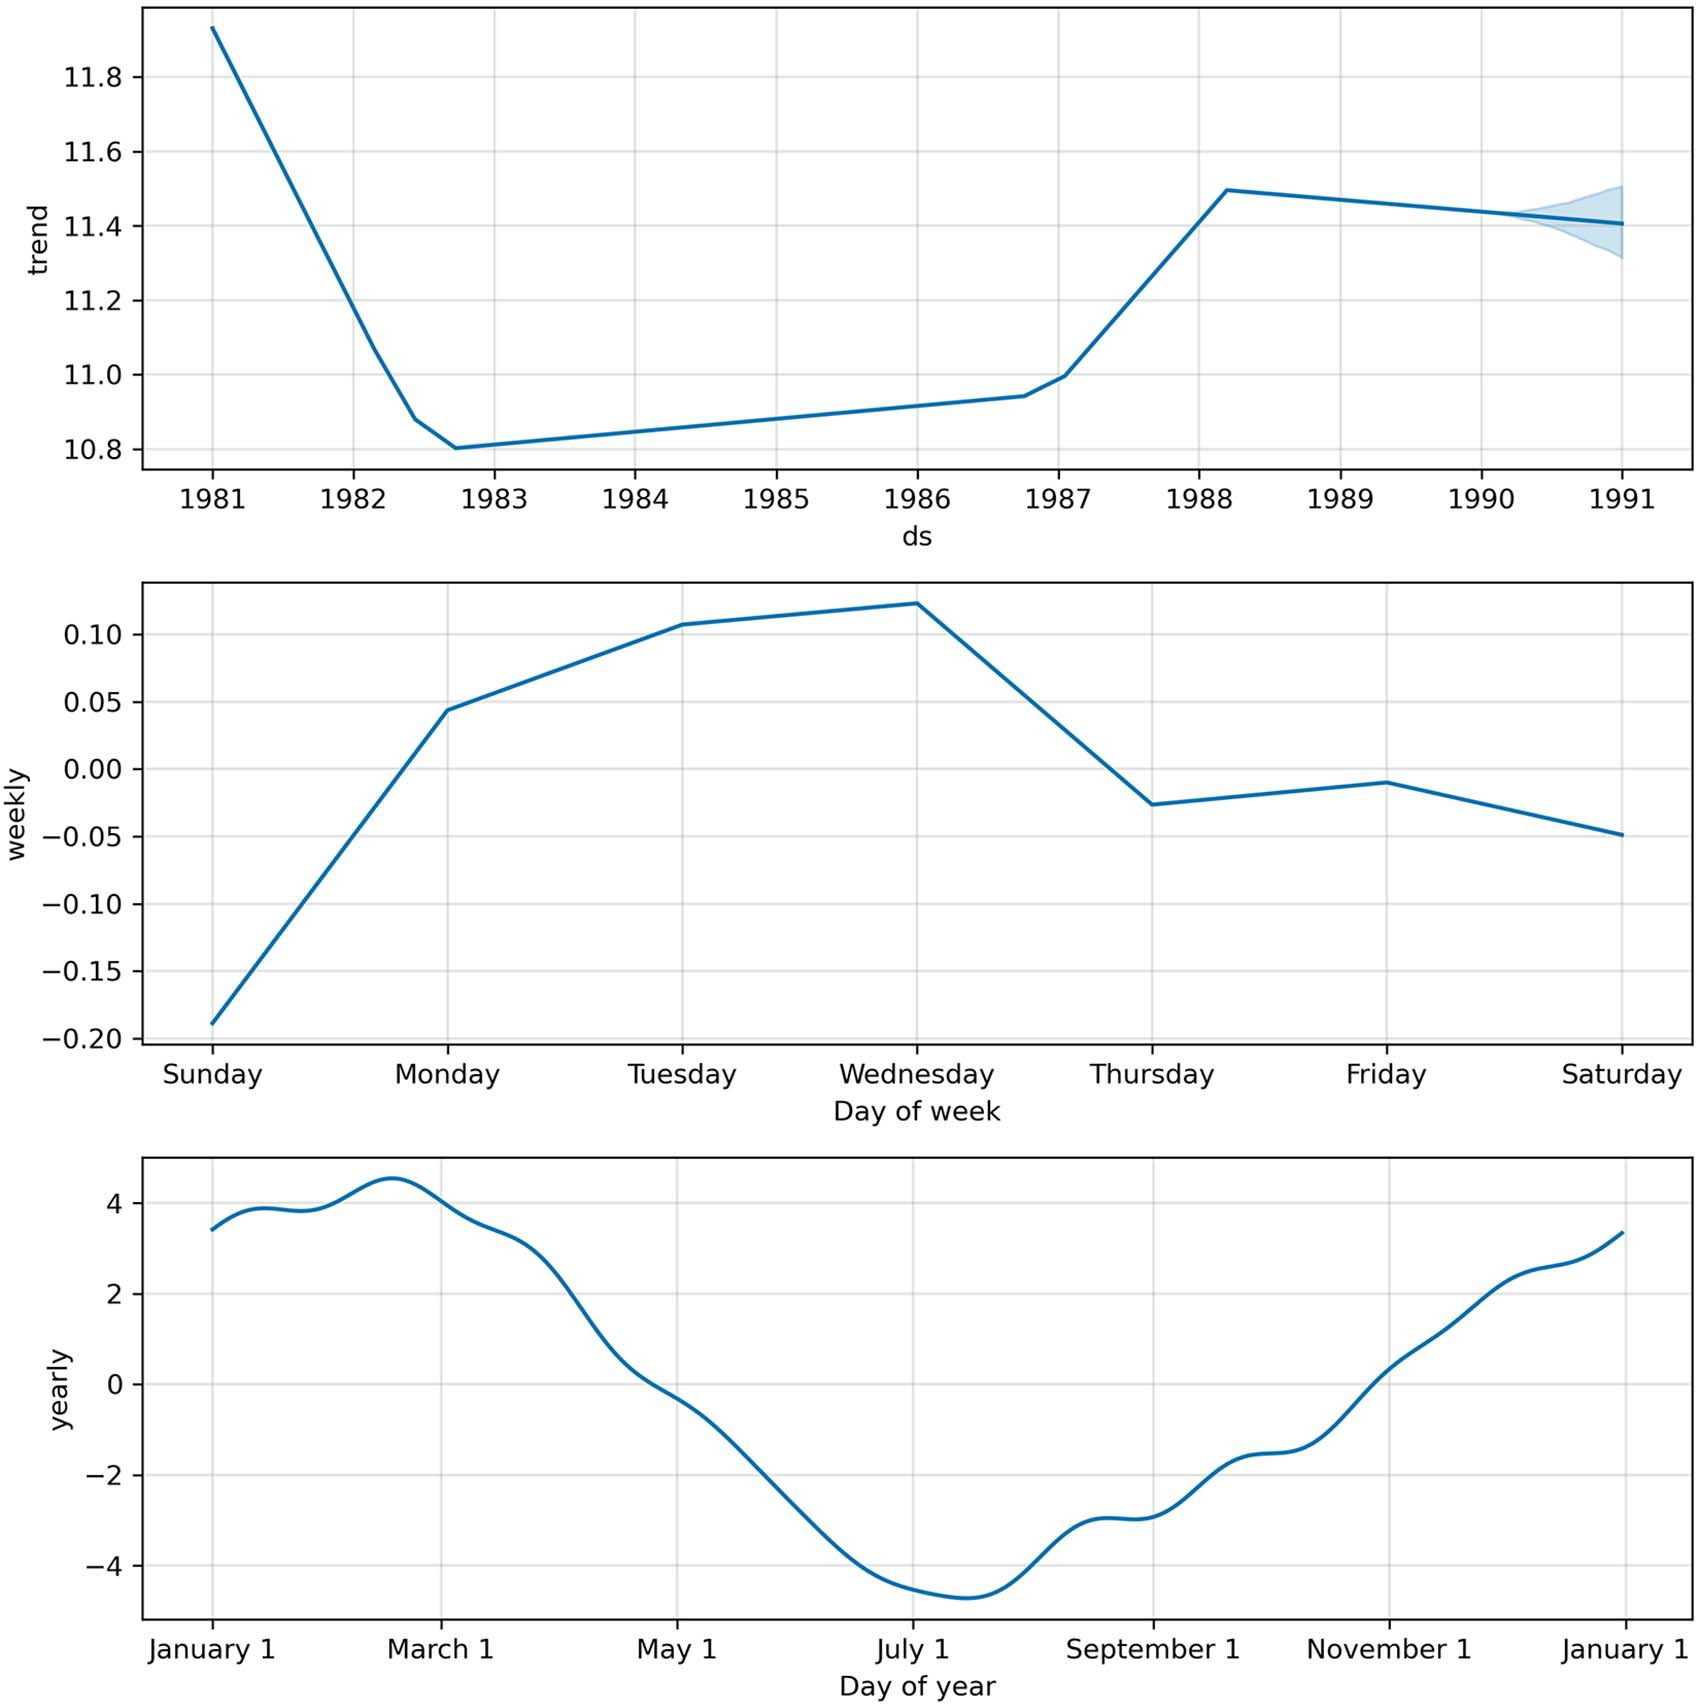 trend
11.8
11.6
11.4
11.2
11.0
10.8
1981 1982 1983 1984 1985 1986 1987 1988 1989 1990 1991
ds
weekly
0.10
0.05
0.00
−0.05
−0.10
−0.15
−0.20
Sunday Monday Tuesday Wednesday Thursday Friday Saturday
Day of week
yearly
4
2
0
−2
−4
January 1 March 1 May 1 July 1 September 1 November 1 January 1
Day of year